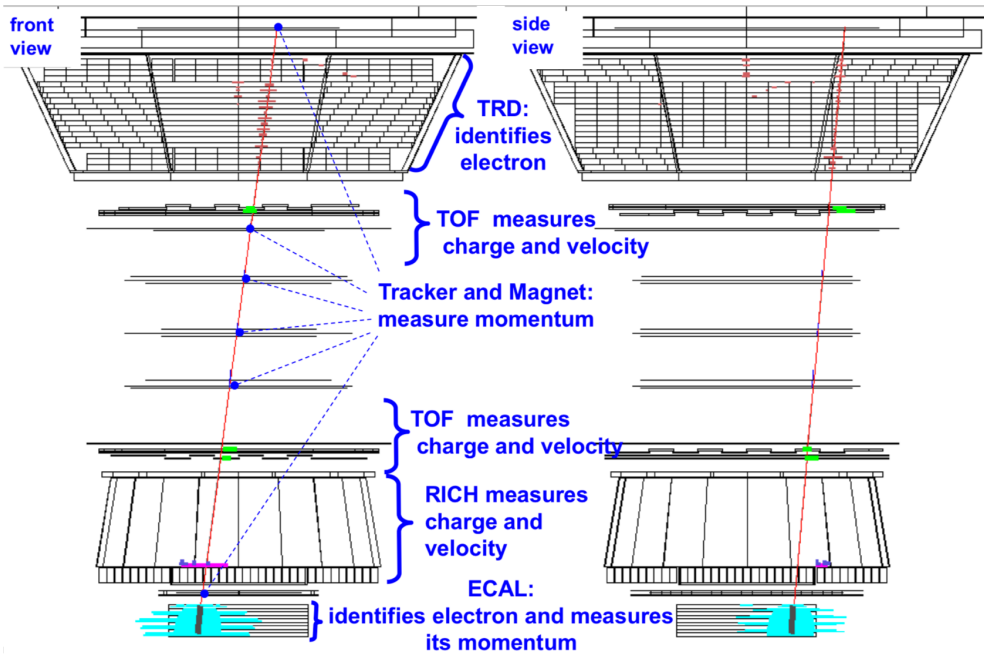 front
view
side
view
TRD:
identifies
electron
TOF measures
charge and velocity
Tracker and Magnet:
measure momentum
TOF measures
charge and velocity
RICH measures
charge and
velocity
ECAL:
identifies electron and measures
its momentum